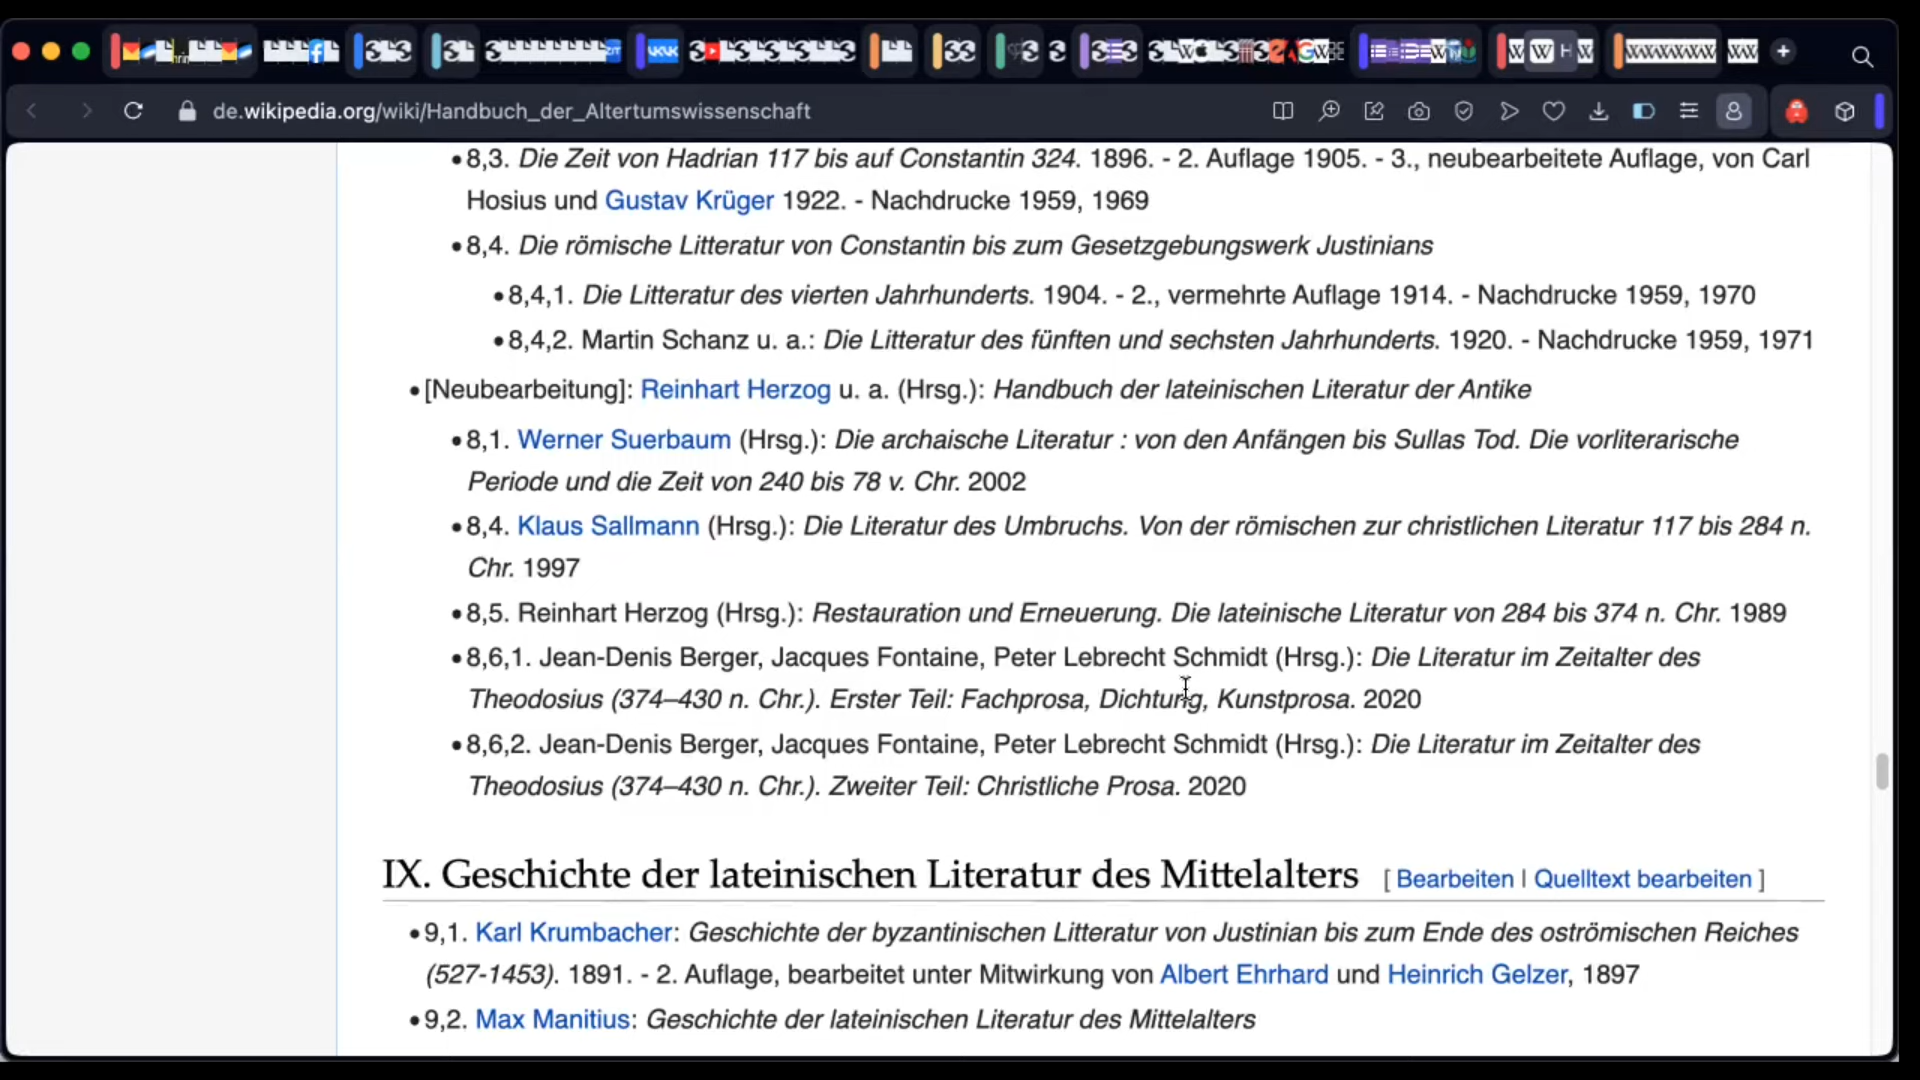 de.wikipedia.org/wiki/Handbuch_der_Altertumswissenschaft
•8,3. Die Zeit von Hadrian 117 bis auf Constantin 324. 1896. - 2. Auflage 1905. - 3., neubearbeitete Auflage, von Carl
Hosius und Gustav Krüger 1922. - Nachdrucke 1959, 1969
•8,4. Die römische Litteratur von Constantin bis zum Gesetzgebungswerk Justinians
•8,4,1. Die Litteratur des vierten Jahrhunderts. 1904. - 2., vermehrte Auflage 1914. - Nachdrucke 1959, 1970
•8,4,2. Martin Schanz u. a.: Die Litteratur des fünften und sechsten Jahrhunderts. 1920. - Nachdrucke 1959, 1971
•[Neubearbeitung]: Reinhart Herzog u. a. (Hrsg.): Handbuch der lateinischen Literatur der Antike
•8,1. Werner Suerbaum (Hrsg.): Die archaische Literatur : von den Anfängen bis Sullas Tod. Die vorliterarische
Periode und die Zeit von 240 bis 78 v. Chr. 2002
•8,4. Klaus Sallmann (Hrsg.): Die Literatur des Umbruchs. Von der römischen zur christlichen Literatur 117 bis 284 n.
Chr. 1997
•8,5. Reinhart Herzog (Hrsg.): Restauration und Erneuerung. Die lateinische Literatur von 284 bis 374 n. Chr. 1989
•8,6,1. Jean-Denis Berger, Jacques Fontaine, Peter Lebrecht Schmidt (Hrsg.): Die Literatur im Zeitalter des
Theodosius (374–430 n. Chr.). Erster Teil: Fachprosa, Dichtung, Kunstprosa. 2020
•8,6,2. Jean-Denis Berger, Jacques Fontaine, Peter Lebrecht Schmidt (Hrsg.): Die Literatur im Zeitalter des
Theodosius (374–430 n. Chr.). Zweiter Teil: Christliche Prosa. 2020
IX. Geschichte der lateinischen Literatur des Mittelalters [ Bearbeiten | Quelltext bearbeiten ]
•9,1. Karl Krumbacher: Geschichte der byzantinischen Litteratur von Justinian bis zum Ende des oströmischen Reiches
(527-1453). 1891. - 2. Auflage, bearbeitet unter Mitwirkung von Albert Ehrhard und Heinrich Gelzer, 1897
•9,2. Max Manitius: Geschichte der lateinischen Literatur des Mittelalters